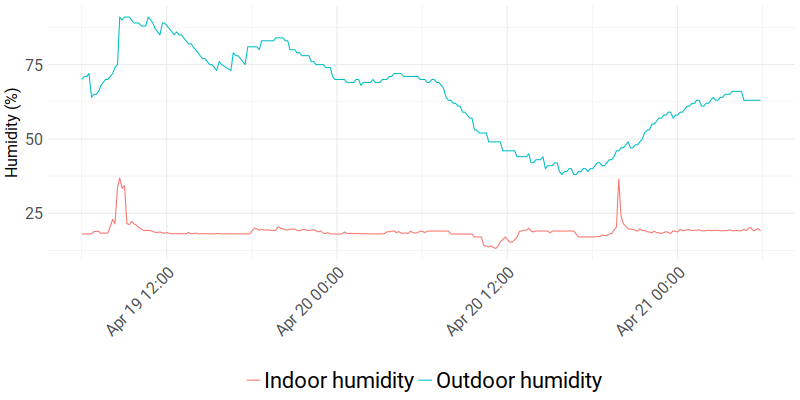 Humidity (%)
75
50
25
Apr 19 12:00
Apr 20 00:00
Apr 20 12:00
Apr 21 00:00
Indoor humidity
Outdoor humidity